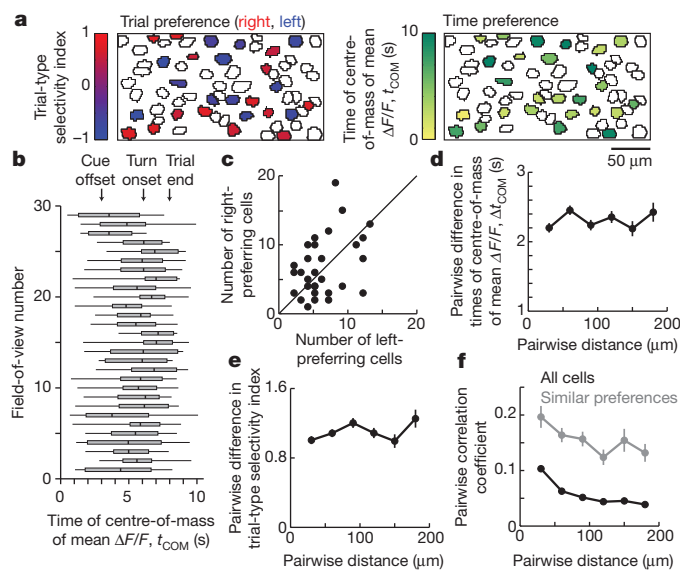 a
Trial preference (right, left)
Trial-type
selectivity index
1
0
−1
Time preference
Time of centre-of-mass of mean
ΔF/F, tCOM (s)
10
0
50 μm
b
Cue offset
Turn onset
Trial end
Field-of-view number
30
20
10
0
0 5 10
Time of centre-of-mass
of mean ΔF/F, tCOM (s)
c
Number of right-
preferring cells
20
10
0
0 10 20
Number of left-
preferring cells
d
Pairwise difference in
times of centre-of-mass
of mean ΔF/F, ΔtCOM (s)
3
2
1
0 100 200
Pairwise distance (μm)
e
Pairwise difference in
trial-type selectivity index
1.6
0.8
0
0 100 200
Pairwise distance (μm)
f
All cells
Similar preferences
Pairwise correlation
coefficient
0.2
0.1
0
0 100 200
Pairwise distance (μm)